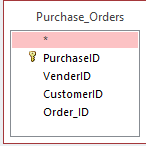 Purchase_Orders
*
PurchaseID
VenderID
CustomerID
Order_ID